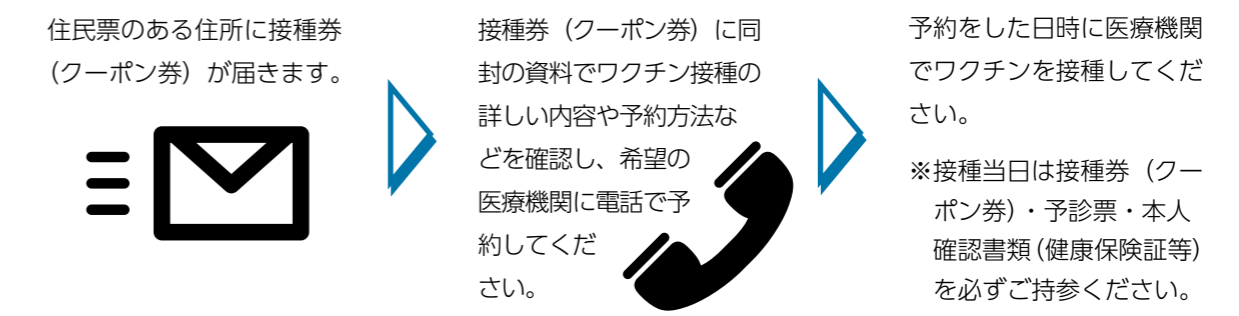 住民票のある住所に接種券
（クーポン券）が届きます。
接種券（クーポン券）に同
封の資料でワクチン接種の
詳しい内容や予約方法な
どを確認し、希望の
医療機関に電話で予
約してくだ
さい。
予約をした日時に医療機関
でワクチンを接種してくだ
さい。
※接種当日は接種券（クー
ポン券）・予診票・本人
確認書類（健康保険証等）
を必ずご持参ください。